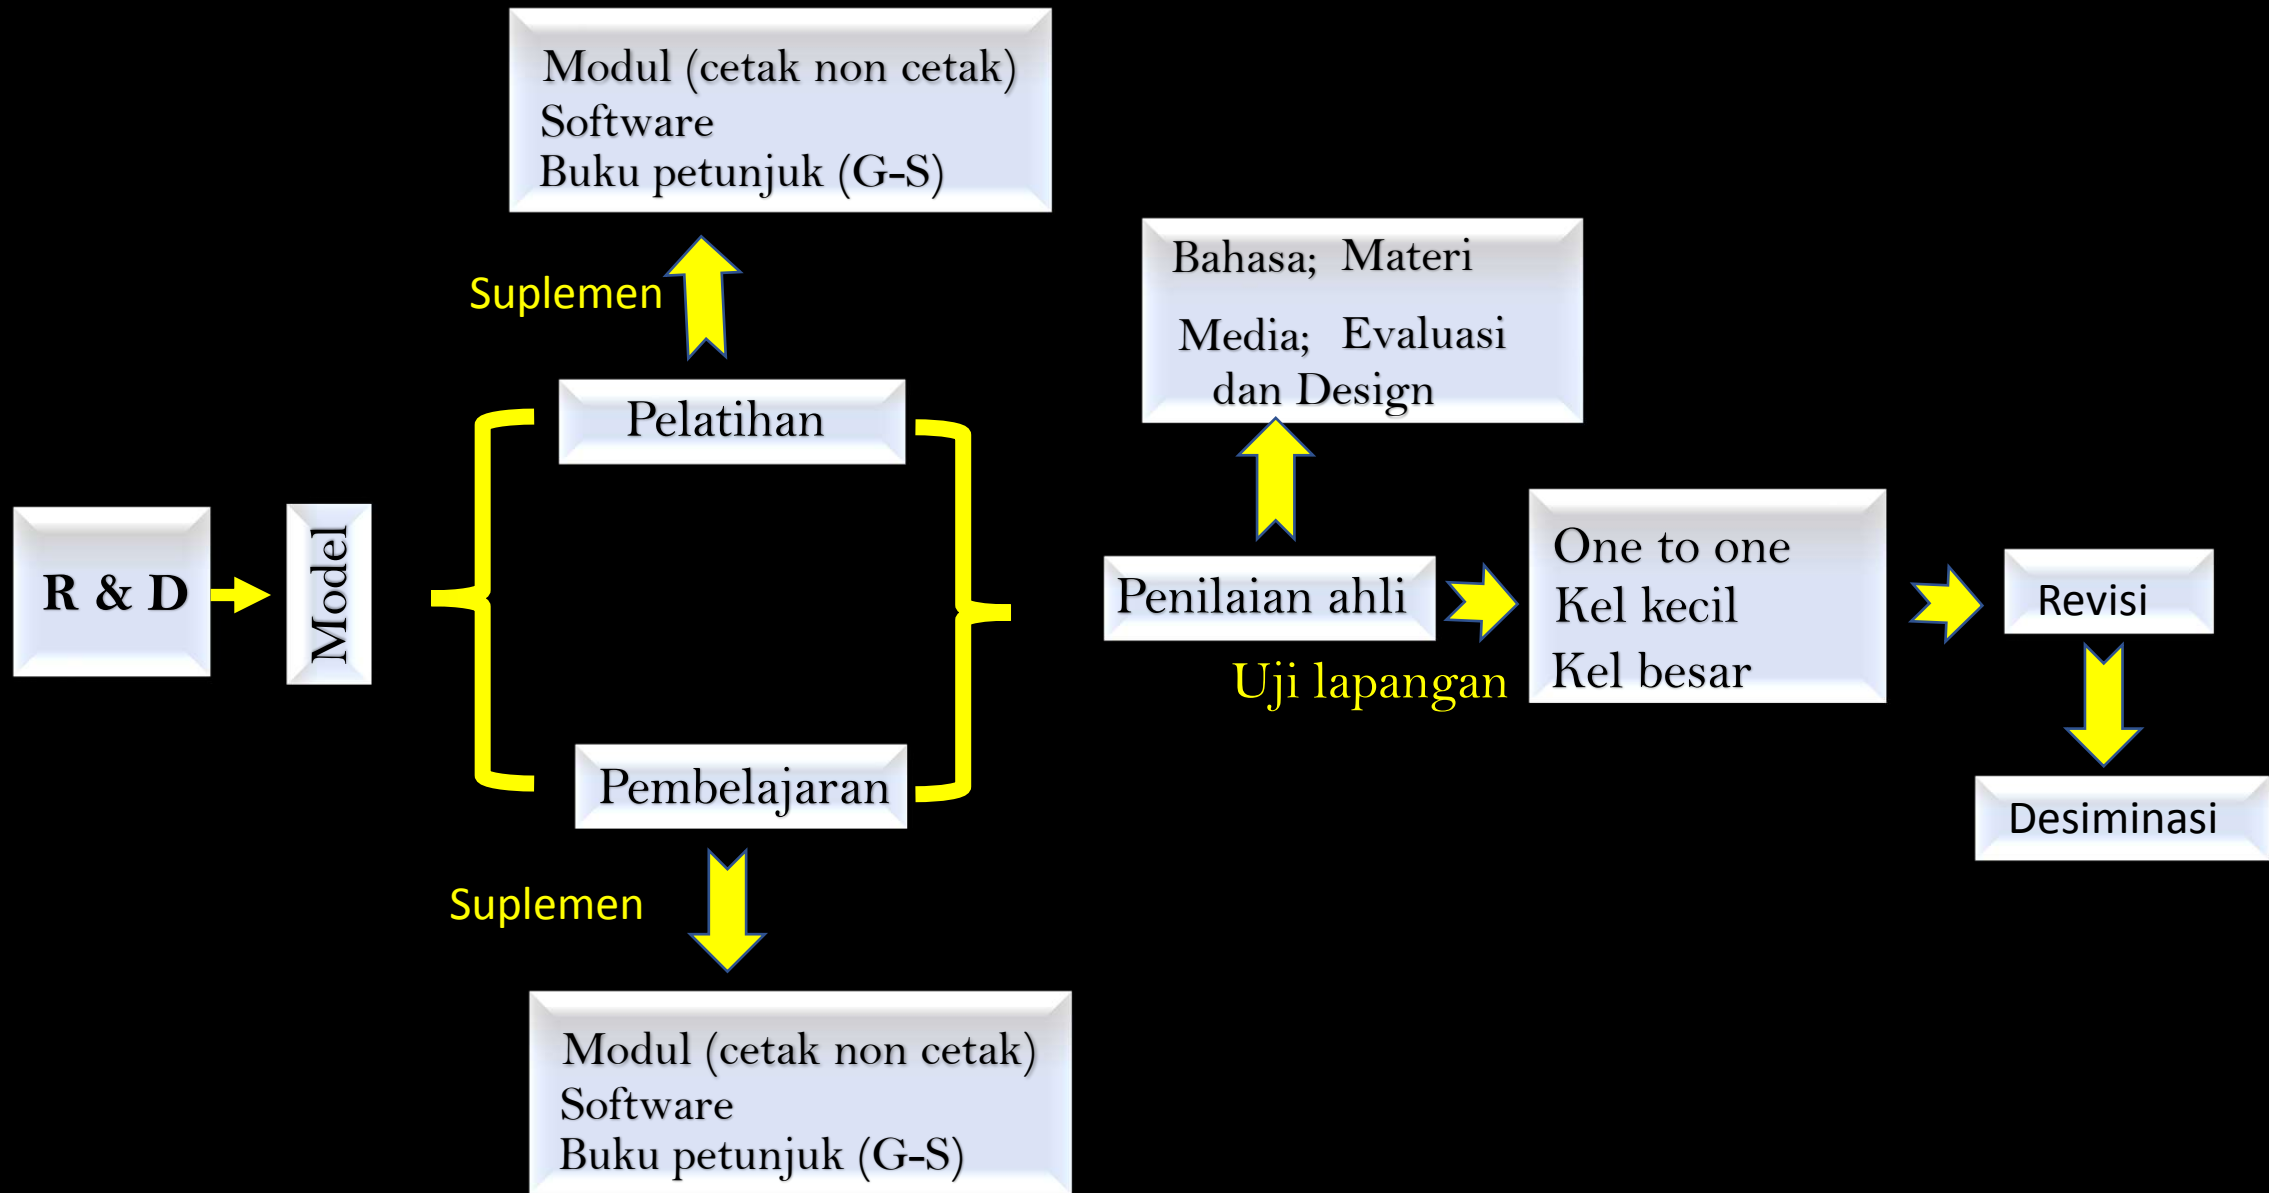 Modul (cetak non cetak)
Software
Buku petunjuk (G-S)
Suplemen
Pelatihan
R & D
Model
Pembelajaran
Suplemen
Modul (cetak non cetak)
Software
Buku petunjuk (G-S)
Bahasa; Materi
Media; Evaluasi
dan Design
Penilaian ahli
Uji lapangan
One to one
Kel kecil
Kel besar
Revisi
Desiminasi